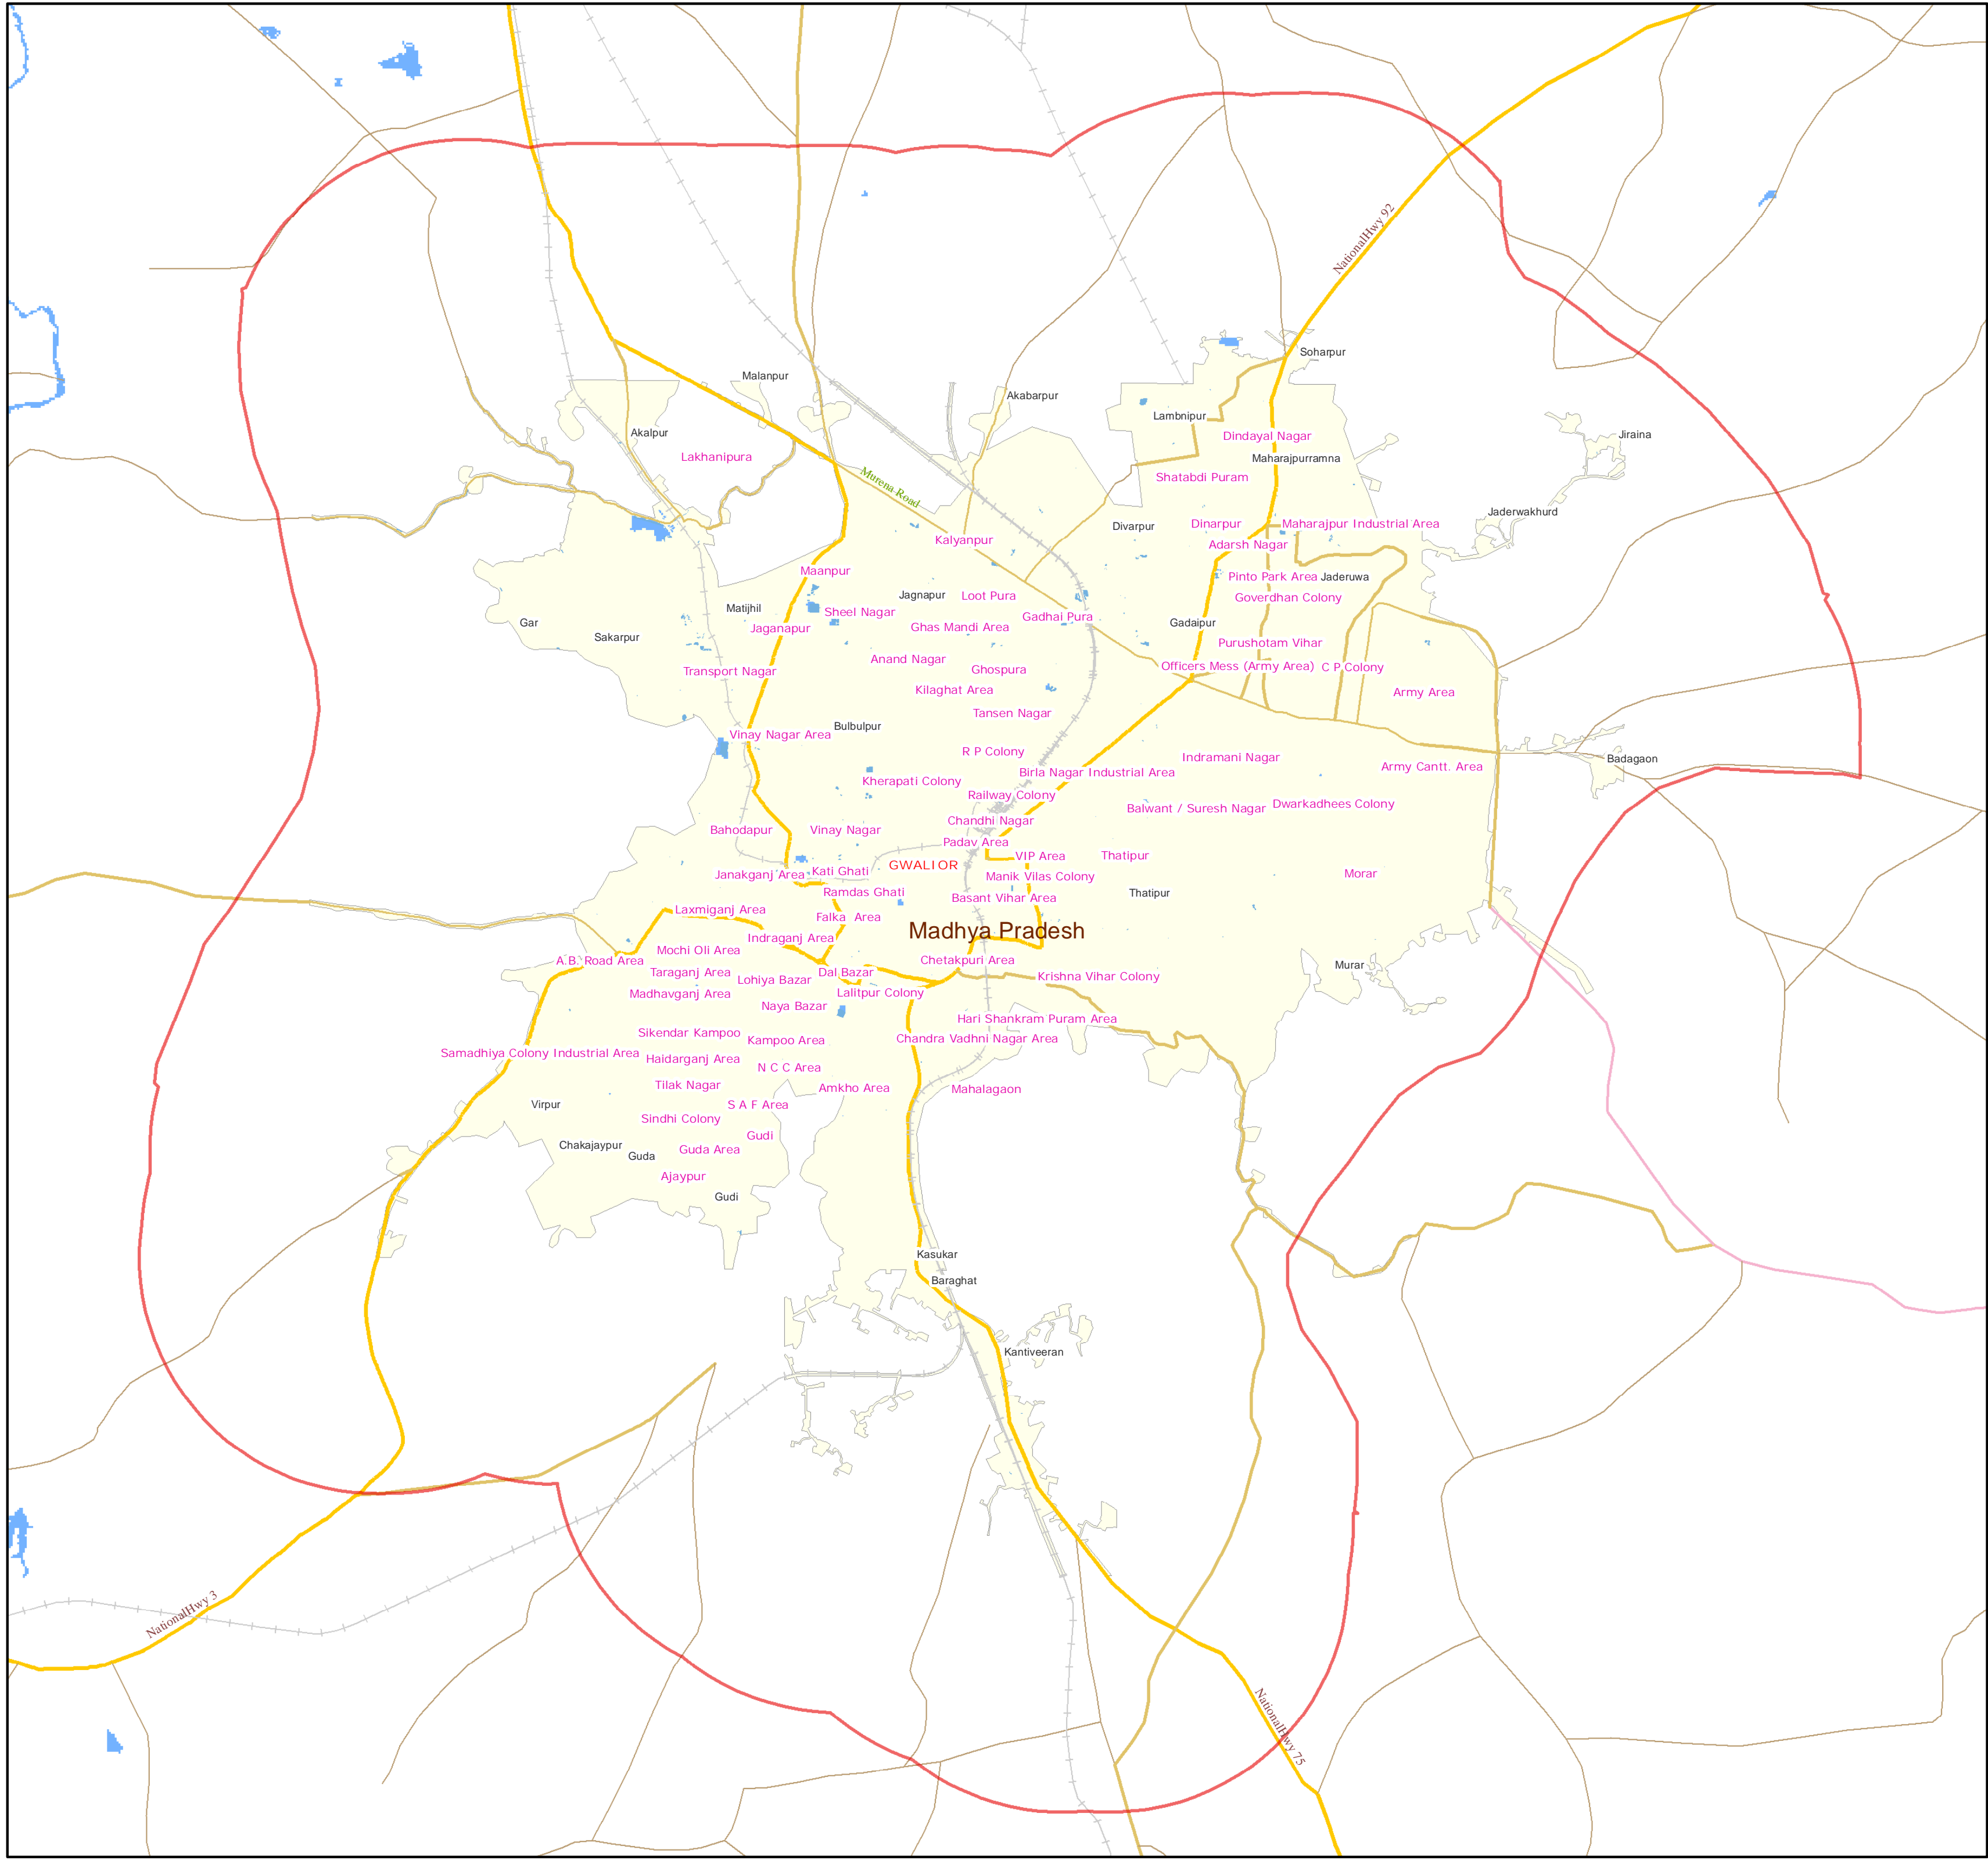 NationalHwy 92
Soharpur
Malanpur
Akabarpur
Lambnipur
Akalpur
Dindayal Nagar
Jiraina
Lakhanipura
Maharajpurramna
Murena Road
Shatabdi Puram
Jaderwakhurd
Divarpur
Dinarpur
Maharajpur Industrial Area
Kalyanpur
Adarsh Nagar
Maanpur
Pinto Park Area
Jaderuwa
Jagnapur
Loot Pura
Goverdhan Colony
Matijhil
Sheel Nagar
Gadhai Pura
Gar
Jaganapur
Ghas Mandi Area
Gadaipur
Sakarpur
Purushotam Vihar
Anand Nagar
Transport Nagar
Ghospura
Officers Mess (Army Area)
C P Colony
Kilaghat Area
Army Area
Tansen Nagar
Bulbulpur
Vinay Nagar Area
R P Colony
Indramani Nagar
Badagaon
Birla Nagar Industrial Area
Army Cantt. Area
Kherapati Colony
Railway Colony
Balwant / Suresh Nagar
Dwarkadhees Colony
Chandhi Nagar
Bahodapur
Vinay Nagar
Padav Area
VIP Area
Thatipur
GWALIOR
Janakganj Area
Kati Ghati
Manik Vilas Colony
Morar
Ramdas Ghati
Basant Vihar Area
Thatipur
Laxmiganj Area
Falka Area
Madhya Pradesh
Indraganj Area
Mochi Oli Area
A.B. Road Area
Chetakpuri Area
Murar
Taraganj Area
Lohiya Bazar
Dal Bazar
Krishna Vihar Colony
Madhavganj Area
Lalitpur Colony
Naya Bazar
Hari Shankram Puram Area
Sikendar Kampoo
Kampoo Area
Chandra Vadhni Nagar Area
Samadhiya Colony Industrial Area
Haidarganj Area
N C C Area
Tilak Nagar
Amkho Area
Mahalagaon
Virpur
S A F Area
Sindhi Colony
Gudi
Chakajaypur
Guda
Guda Area
Ajaypur
Gudi
Kasukar
Baraghat
Kantiveeran
NationalHwy 3
NationalHwy 75